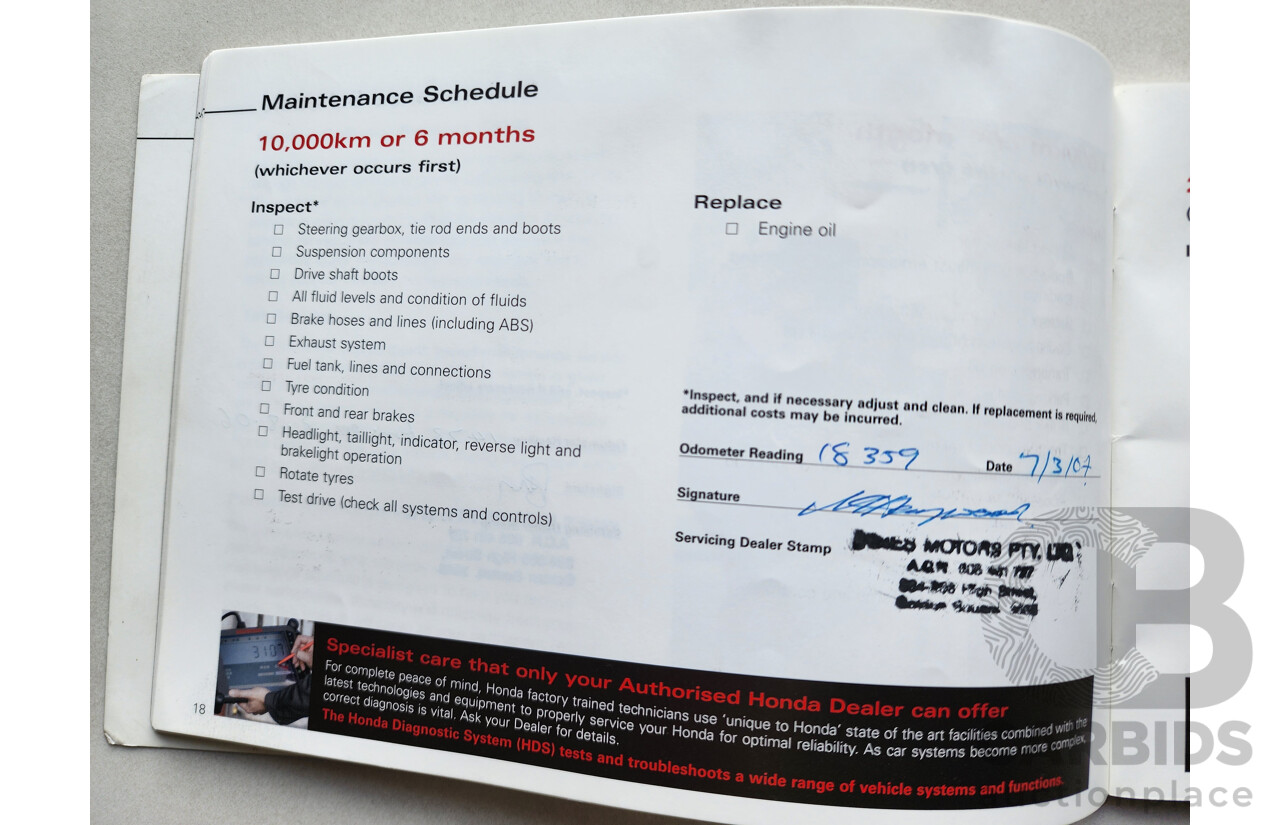 Maintenance Schedule
10,000km or 6 months
(whichever occurs first)
Inspect*
Steering gearbox, tie rod ends and boots
Suspension components
Drive shaft boots
All fluid levels and condition of fluids
Brake hoses and lines (including ABS)
Exhaust system
Fuel tank, lines and connections
Tyre condition
Front and rear brakes
Headlight, taillight, indicator, reverse light and
brakelight operation
Rotate tyres
Test drive (check all systems and controls)
Replace
Engine oil
*Inspect, and if necessary adjust and clean. If replacement is required,
additional costs may be incurred.
Odometer Reading 18 359 Date 7/3/07
Signature
Servicing Dealer Stamp
MOTORS PTY. LTD.
High Street,
Square
Specialist care that only your Authorised Honda Dealer can offer
For complete peace of mind, Honda factory trained technicians use 'unique to Honda' state of the art facilities combined with the
latest technologies and equipment to properly service your Honda for optimal reliability. As car systems become more complex,
correct diagnosis is vital. Ask your Dealer for details.
The Honda Diagnostic System (HDS) tests and troubleshoots a wide range of vehicle systems and functions.
3107
18